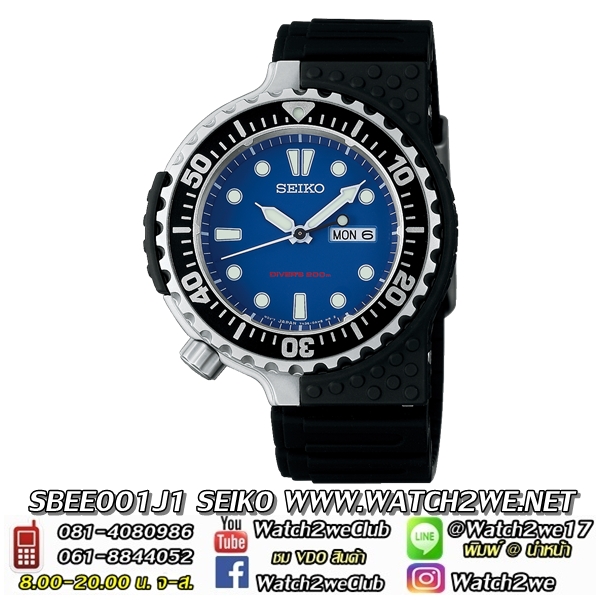 50
10
SEIKO
MON 6
DIVER'S 200m
40
20
30
SBEE001J1 SEIKO WWW.WATCH2WE.NET
081-4080986
You Tube
Watch2weClub
LINE
@Watch2we17
061-8844052
ชม VDO สินค้า
พิมพ์ @ นำหน้า
8.00-20.00 น. จ-ส.
Watch2weClub
Watch2we